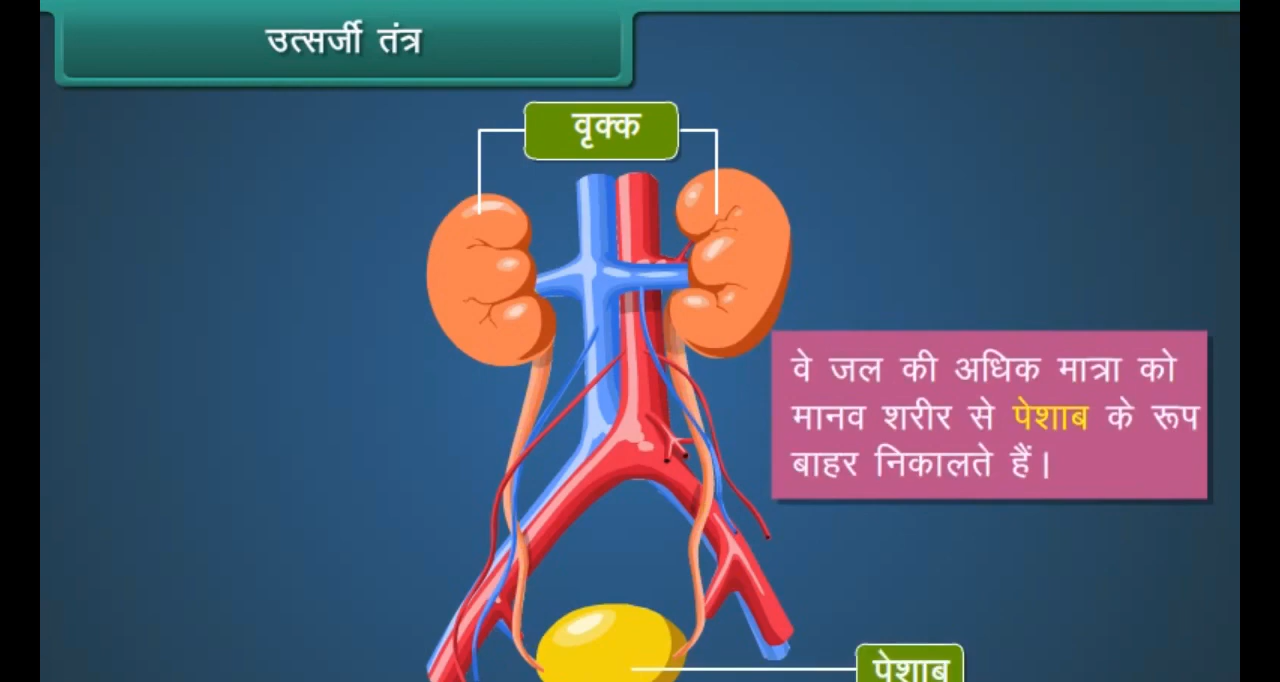 उत्सर्जी तंत्र
वृक्क
वे जल की अधिक मात्रा को
मानव शरीर से पेशाब के रूप
बाहर निकालते हैं।
पेशाब